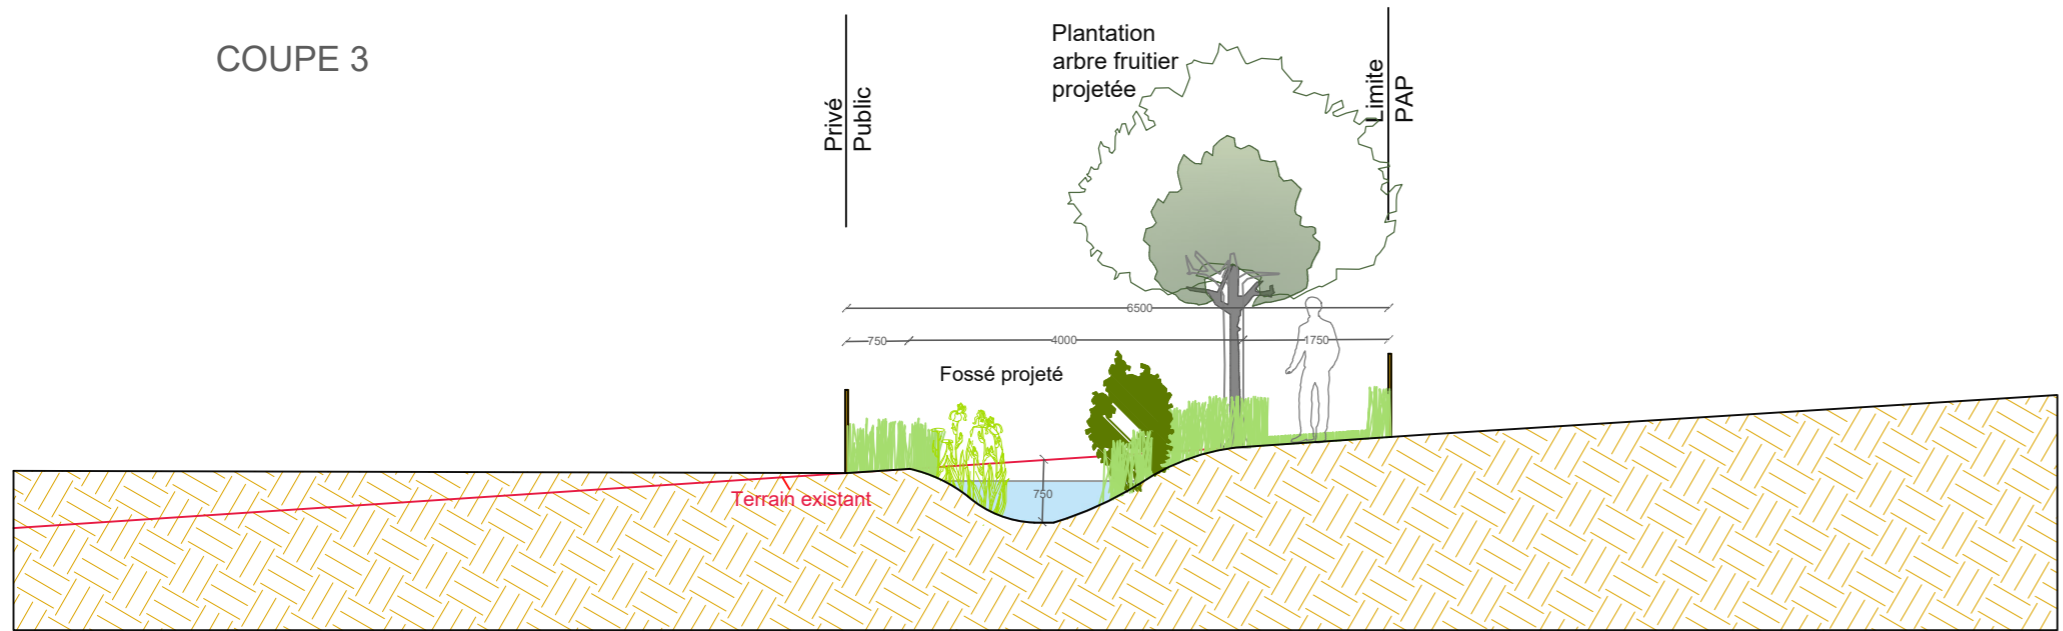 COUPE 3
Plantation
arbre fruitier
projetée
Privé
Public
Limite
PAP
6500
750
4000
1750
Fossé projeté
750
Terrain existant